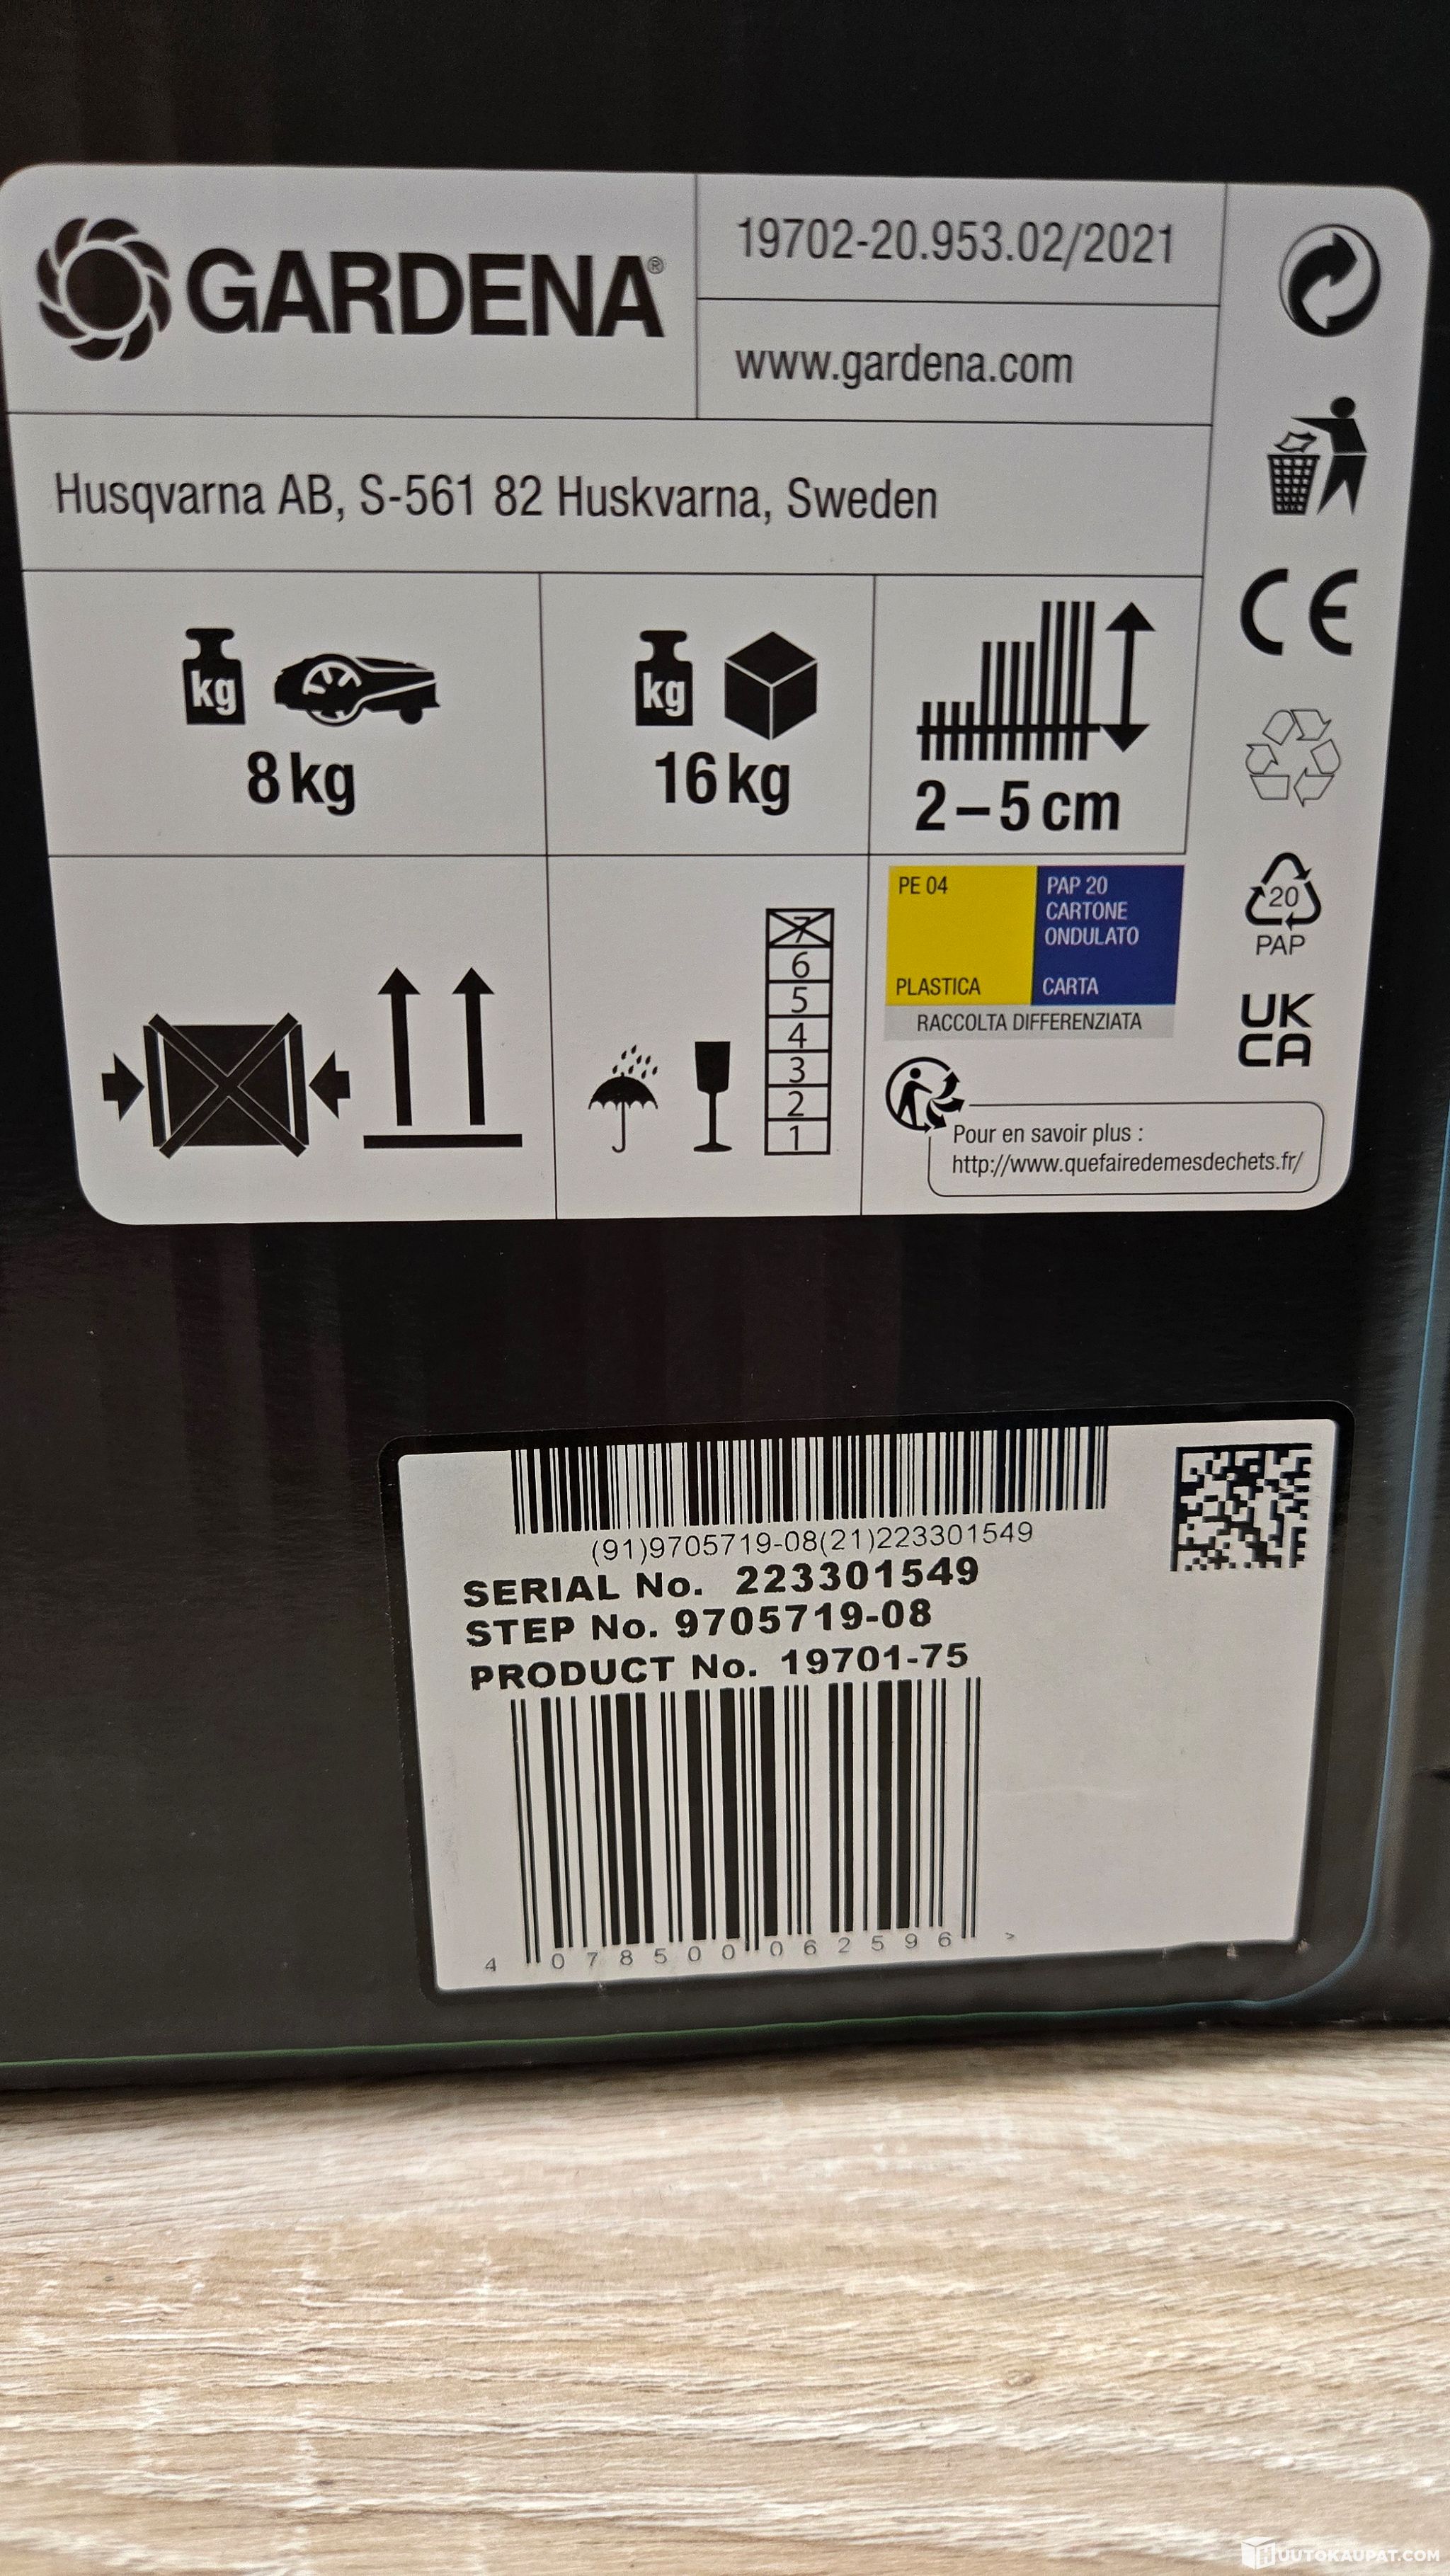 GARDENA®
19702-20.953.02/2021
www.gardena.com
Husqvarna AB, S-561 82 Huskvarna, Sweden
kg
8 kg
kg
16 kg
2 – 5 cm
7
6
5
4
3
2
1
PE 04
PLASTICA
PAP 20
CARTONE
ONDULATO
CARTA
RACCOLTA DIFFERENZIATA
Pour en savoir plus :
http://www.quefairedemesdechets.fr/
CE
20
PAP
UK
CA
(91)9705719-08(21)223301549
SERIAL No. 223301549
STEP No. 9705719-08
PRODUCT No. 19701-75
4 078500 062596 >
HUUTOKAUPAT.COM